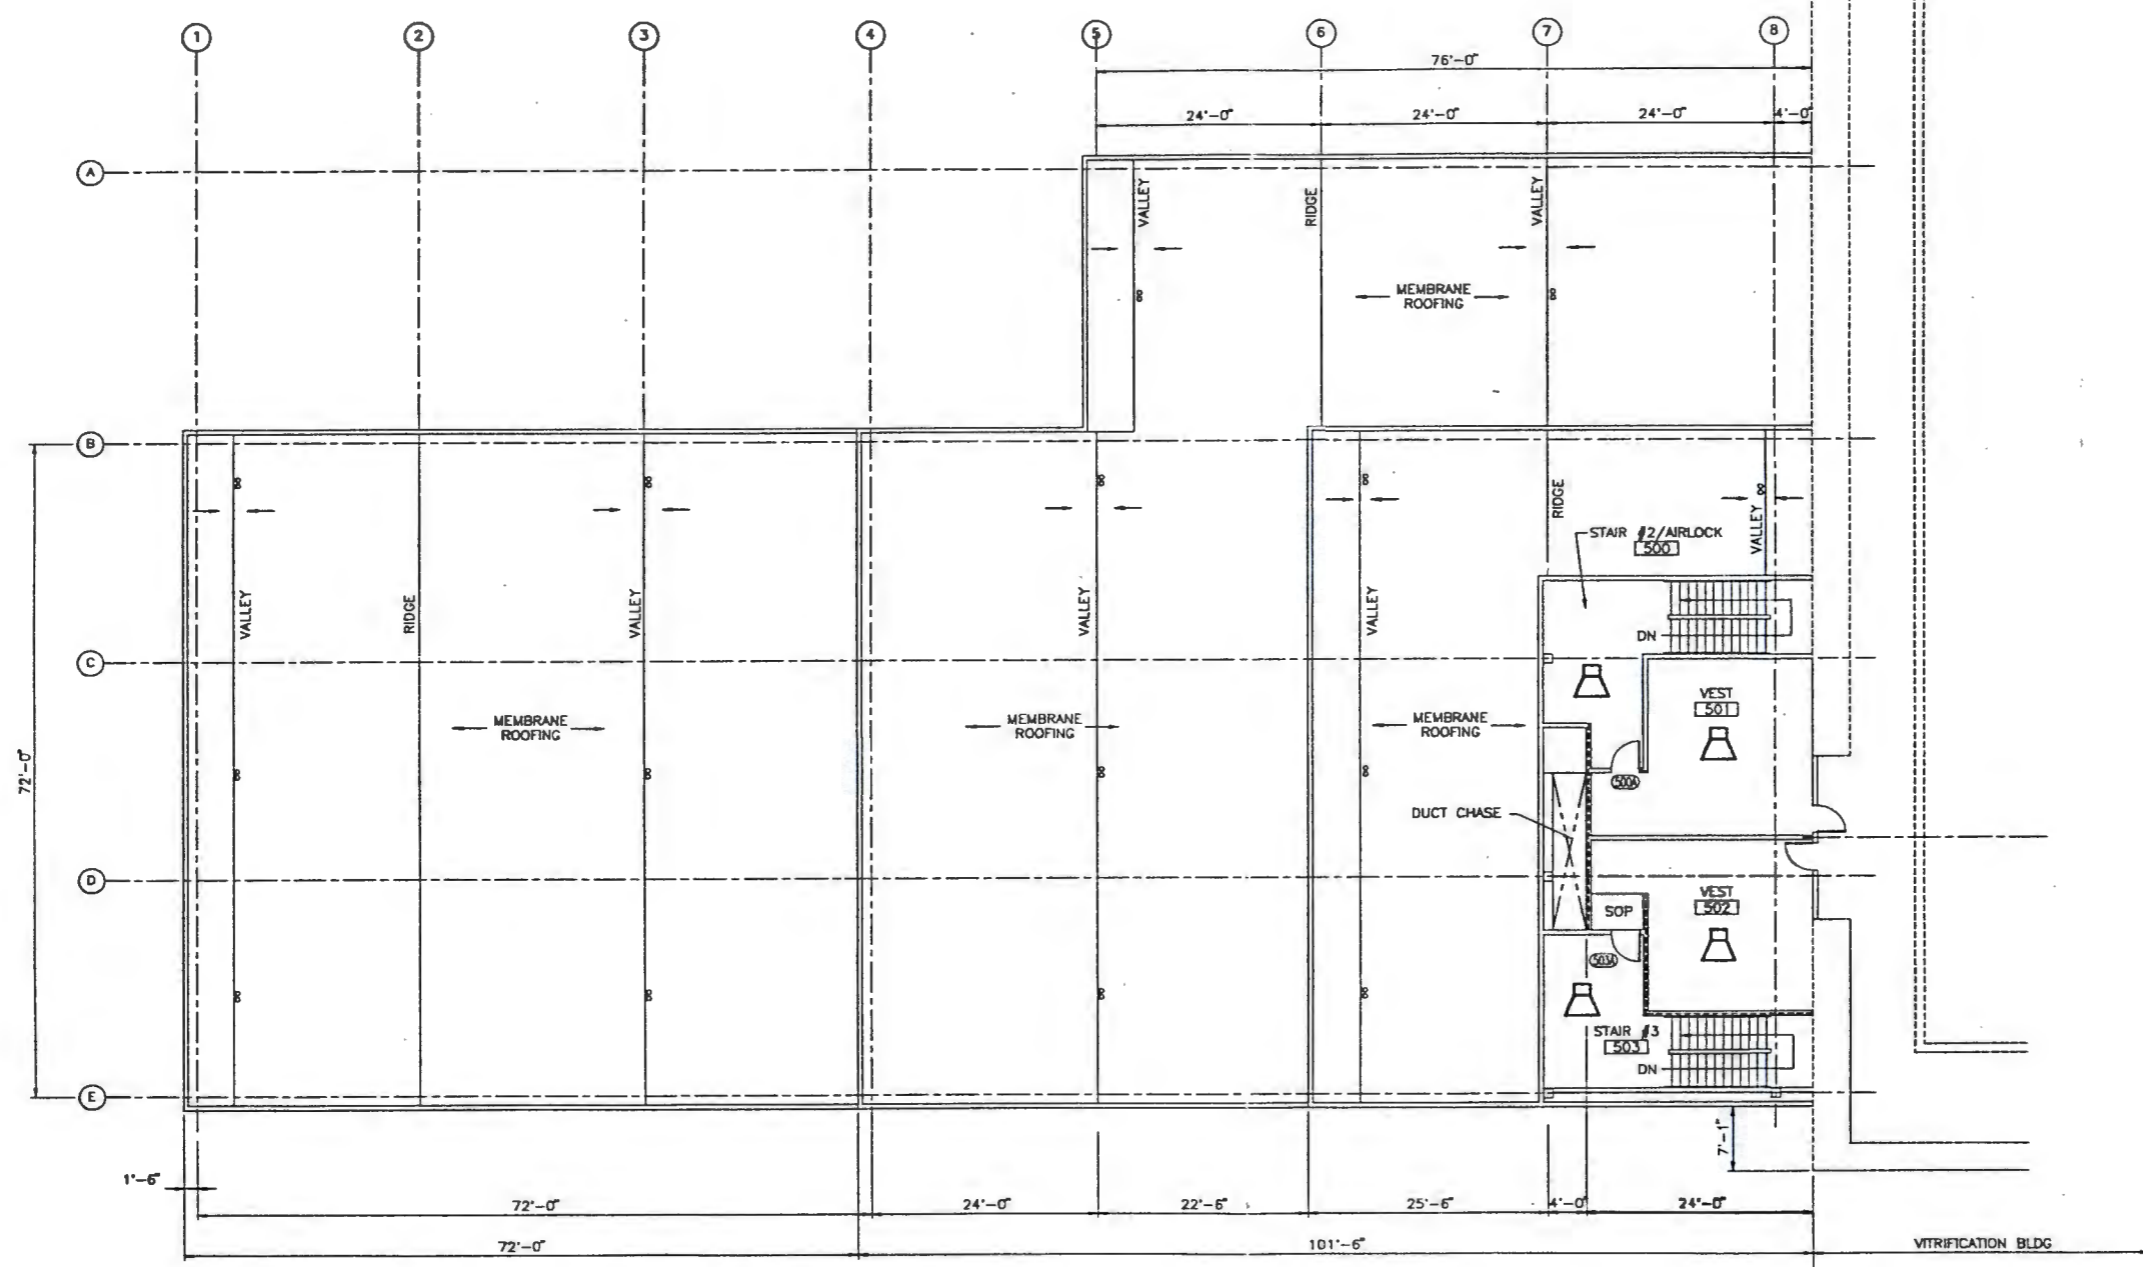 1 2 3 4 5 6 7 8
76'-0"
24'-0" 24'-0" 24'-0" 4'-0"
A
VALLEY
RIDGE
VALLEY
MEMBRANE
ROOFING
B
72'-0"
VALLEY
RIDGE
VALLEY
VALLEY
VALLEY
RIDGE
VALLEY
STAIR #2/AIRLOCK
500
DN
C
MEMBRANE
ROOFING
MEMBRANE
ROOFING
MEMBRANE
ROOFING
VEST
501
500A
DUCT CHASE
D
VEST
502
SOP
503A
STAIR #3
503
DN
E
7'-1"
1'-6"
72'-0" 24'-0" 22'-6" 25'-6" 4'-0" 24'-0"
72'-0" 101'-6" VITRIFICATION BLDG